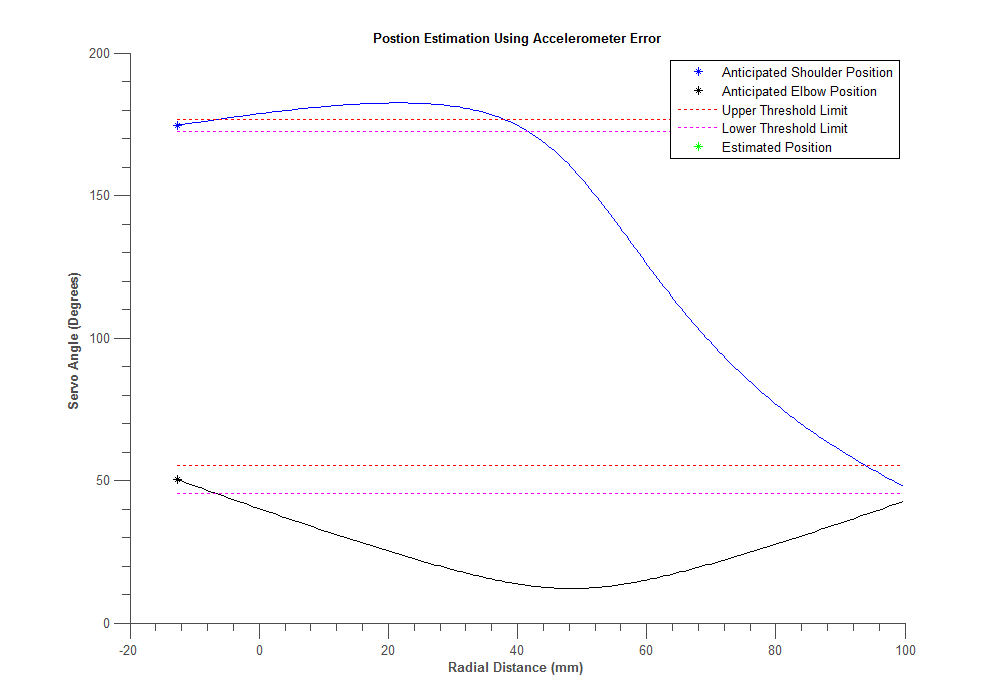 Postion Estimation Using Accelerometer Error
Anticipated Shoulder Position
Anticipated Elbow Position
Upper Threshold Limit
Lower Threshold Limit
Estimated Position
Servo Angle (Degrees)
200
150
100
50
0
-20
0
20
40
60
80
100
Radial Distance (mm)